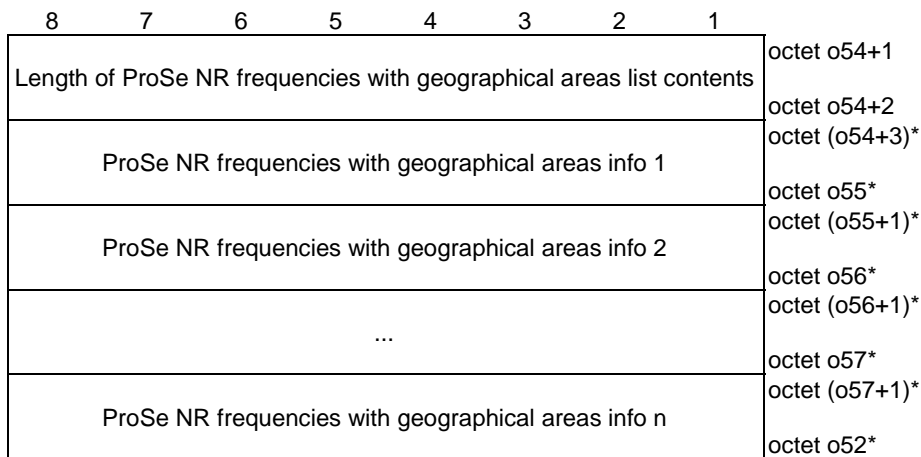 8 7 6 5 4 3 2 1
octet o54+1
Length of ProSe NR frequencies with geographical areas list contents
octet o54+2
octet (o54+3)*
ProSe NR frequencies with geographical areas info 1
octet o55*
octet (o55+1)*
ProSe NR frequencies with geographical areas info 2
octet o56*
octet (o56+1)*
...
octet o57*
octet (o57+1)*
ProSe NR frequencies with geographical areas info n
octet o52*